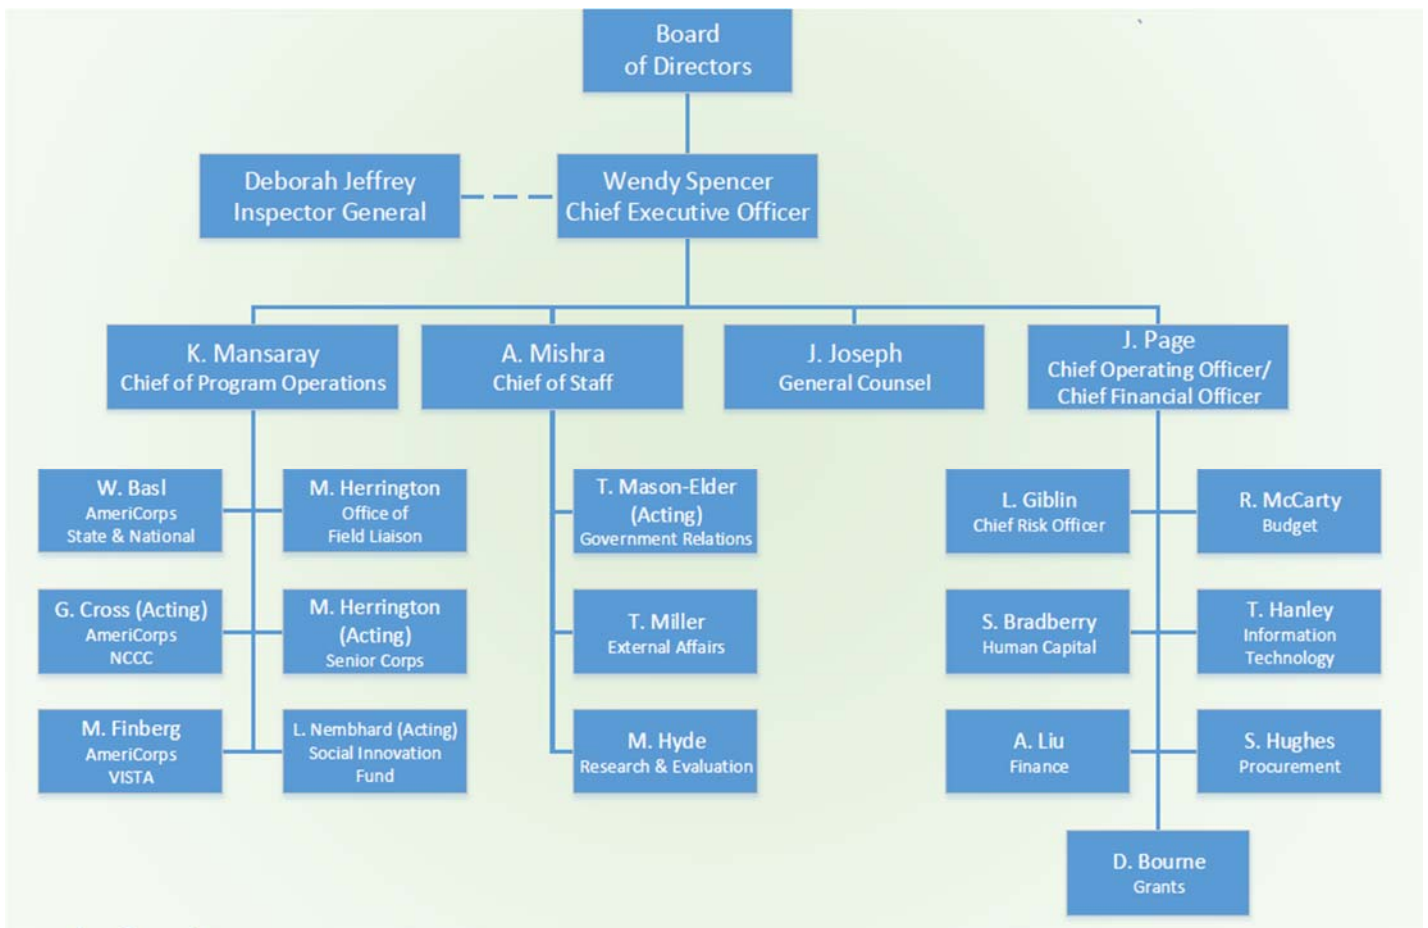 Board
of Directors
Deborah Jeffrey
Inspector General
Wendy Spencer
Chief Executive Officer
K. Mansaray
Chief of Program Operations
A. Mishra
Chief of Staff
J. Joseph
General Counsel
J. Page
Chief Operating Officer/
Chief Financial Officer
W. Basl
AmeriCorps
State & National
M. Herrington
Office of
Field Liaison
T. Mason-Elder
(Acting)
Government Relations
L. Giblin
Chief Risk Officer
R. McCarty
Budget
G. Cross (Acting)
AmeriCorps
NCCC
M. Herrington
(Acting)
Senior Corps
T. Miller
External Affairs
S. Bradberry
Human Capital
T. Hanley
Information
Technology
M. Finberg
AmeriCorps
VISTA
L. Nembhard (Acting)
Social Innovation
Fund
M. Hyde
Research & Evaluation
A. Liu
Finance
S. Hughes
Procurement
D. Bourne
Grants